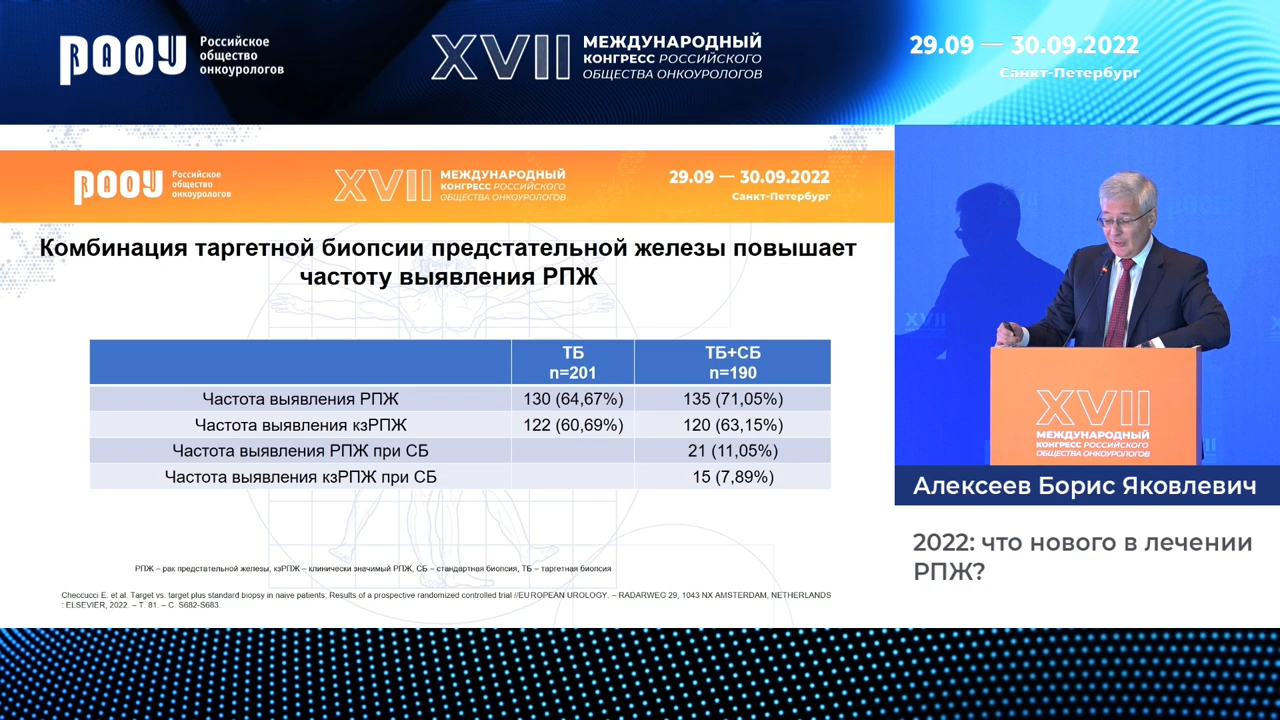 РАОУ
Российское
общество
онкоурологов
XVII
МЕЖДУНАРОДНЫЙ
КОНГРЕСС РОССИЙСКОГО
ОБЩЕСТВА ОНКОУРОЛОГОВ
29.09 — 30.09.2022
Санкт-Петербург
РАОУ
Российское
общество
онкоурологов
XVII
МЕЖДУНАРОДНЫЙ
КОНГРЕСС РОССИЙСКОГО
ОБЩЕСТВА ОНКОУРОЛОГОВ
29.09 — 30.09.2022
Санкт-Петербург
Комбинация таргетной биопсии предстательной железы повышает
частоту выявления РПЖ
ТБ
n=201
ТБ+СБ
n=190
Частота выявления РПЖ 130 (64,67%) 135 (71,05%)
Частота выявления кзРПЖ 122 (60,69%) 120 (63,15%)
Частота выявления РПЖ при СБ 21 (11,05%)
Частота выявления кзРПЖ при СБ 15 (7,89%)
РПЖ – рак предстательной железы, кзРПЖ – клинически значимый РПЖ, СБ – стандартная биопсия, ТБ – таргетная биопсия
Checcucci E. et al. Target vs. target plus standard biopsy in naive patients: Results of a prospective randomized controlled trial //EUROPEAN UROLOGY. – RADARWEG 29, 1043 NX AMSTERDAM, NETHERLANDS
: ELSEVIER, 2022. – Т. 81. – С. S682-S683.
XVII
XVII
МЕЖДУНАРОДНЫЙ
КОНГРЕСС РОССИЙСКОГО
ОБЩЕСТВА ОНКОУРОЛОГОВ
Алексеев Борис Яковлевич
2022: что нового в лечении
РПЖ?